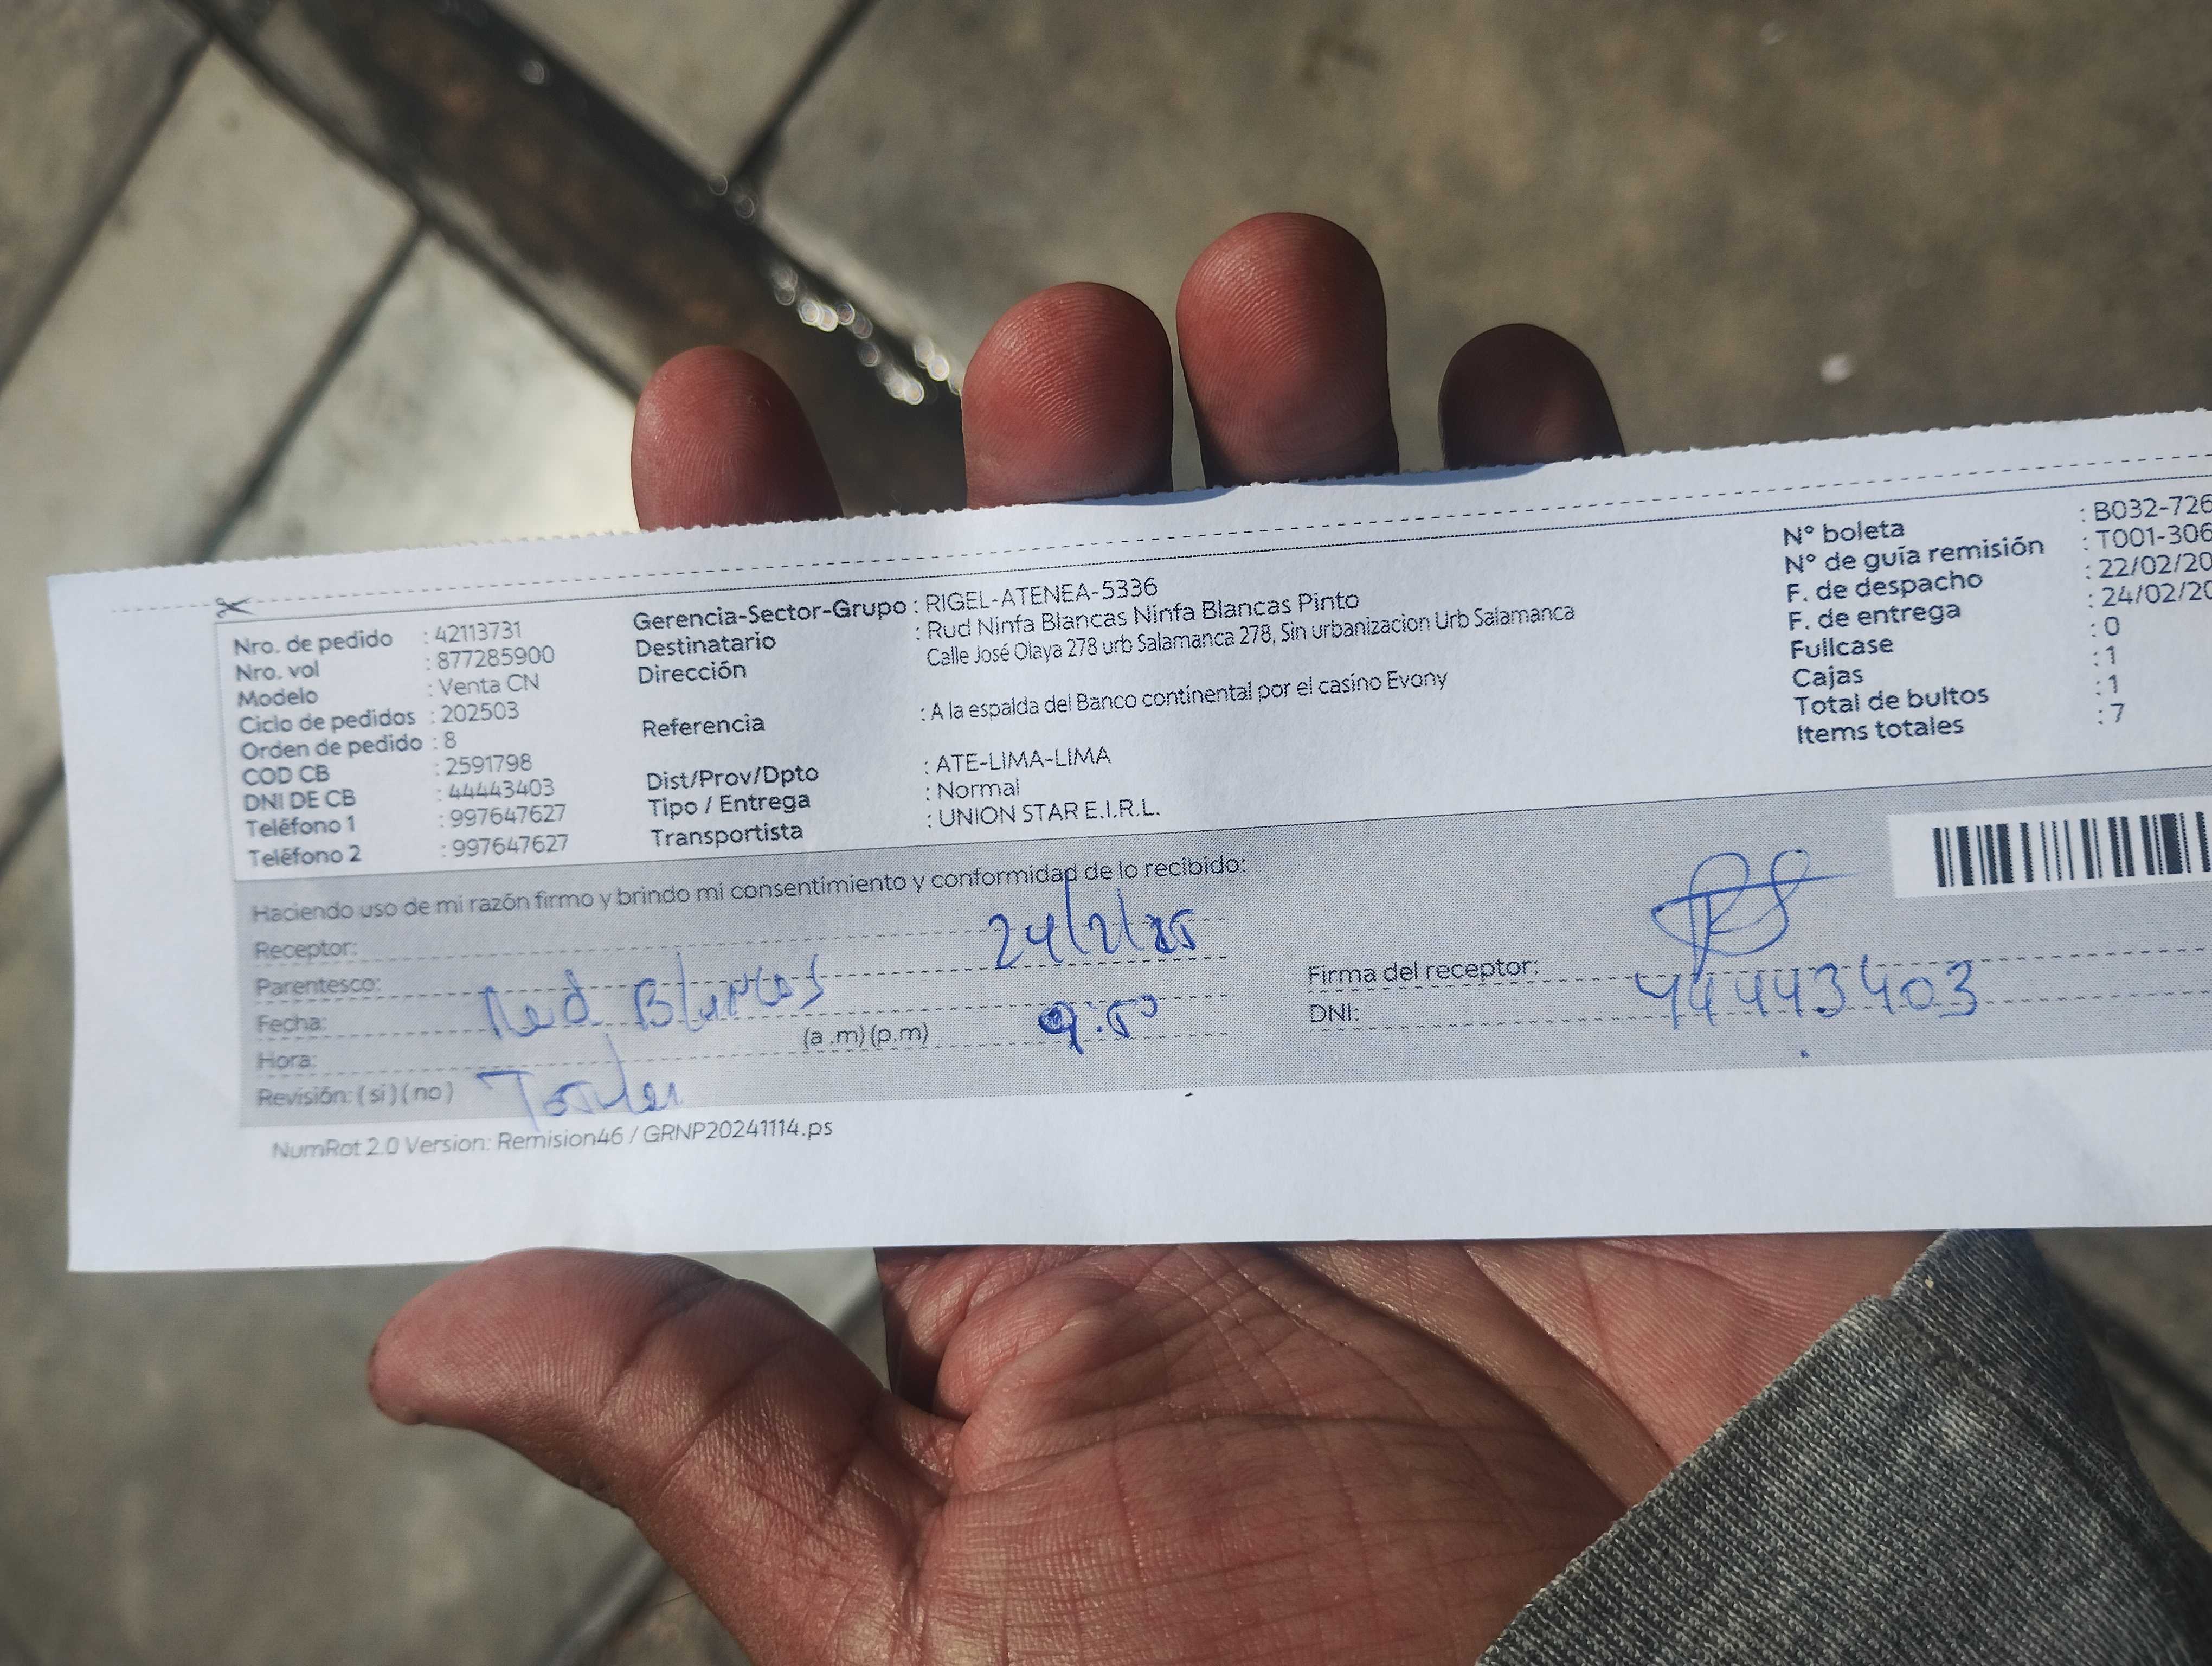 Nro. de pedido : 42113731
Nro. vol : 877285900
Modelo : Venta CN
Ciclo de pedidos : 202503
Orden de pedido : 8
COD CB : 2591798
DNI DE CB : 44443403
Teléfono 1 : 997647627
Teléfono 2 : 997647627
Gerencia-Sector-Grupo : RIGEL-ATENEA-5336
Destinatario : Rud Ninfa Blancas Ninfa Blancas Pinto
Dirección Calle José Olaya 278 urb Salamanca 278, Sin urbanizacion Urb Salamanca
Referencia : A la espalda del Banco continental por el casino Evony
Dist/Prov/Dpto : ATE-LIMA-LIMA
Tipo / Entrega : Normal
Transportista : UNION STAR E.I.R.L.
N° boleta : B032-726
N° de guía remisión : T001-306
F. de despacho : 22/02/20
F. de entrega : 24/02/20
Fullcase : 0
Cajas : 1
Total de bultos : 1
Items totales : 7
Haciendo uso de mi razón firmo y brindo mi consentimiento y conformidad de lo recibido:
Receptor: 24/2/25
Parentesco: Blancas
Fecha:
Hora: (a .m) (p.m) 9:50
Revisión: ( si ) ( no )
Firma del receptor:
DNI: 44443403
NumRot 2.0 Version: Remision46 / GRNP20241114.ps